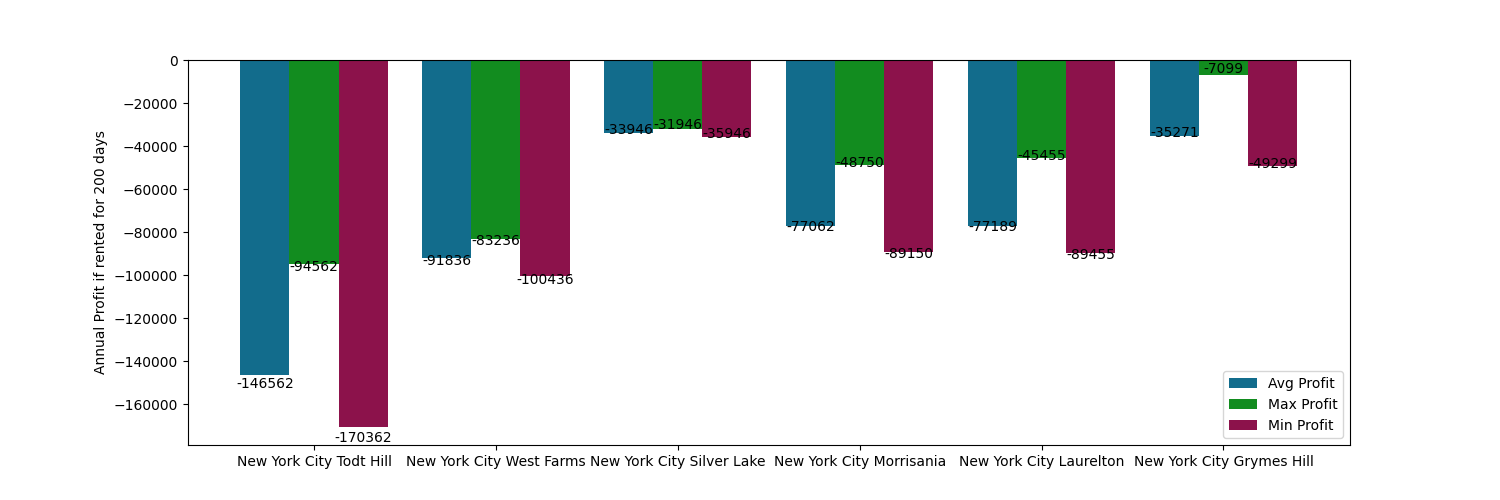 Annual Profit if rented for 200 days
0
−20000
−40000
−60000
−80000
−100000
−120000
−140000
−160000
-146562
-94562
-170362
-91836
-83236
-100436
-33946
-31946
-35946
-77062
-48750
-89150
-77189
-45455
-89455
-35271
-7099
-49299
New York City Todt Hill
New York City West Farms
New York City Silver Lake
New York City Morrisania
New York City Laurelton
New York City Grymes Hill
Avg Profit
Max Profit
Min Profit